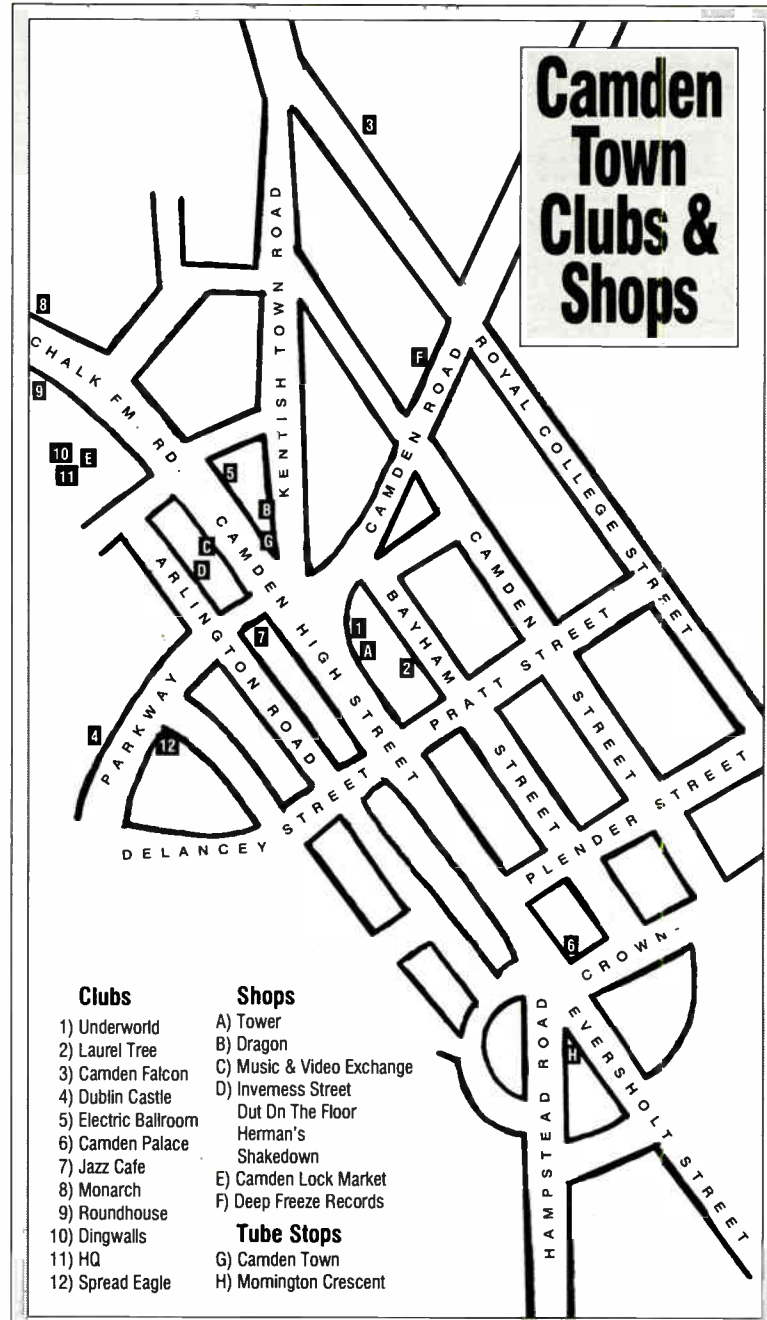 Camden
Town
Clubs &
Shops
3
KENTISH TOWN ROAD
8
CHALK FM. RD.
9
F
CAMDEN ROAD
ROYAL COLLEGE STREET
10 E
11
5
B
G
C
D
CAMDEN HIGH STREET
ARLINGTON ROAD
7
1
A
2
BAYHAM STREET
CAMDEN STREET
PRATT STREET
PARKWAY
4
12
DELANCEY STREET
PLENDER STREET
6
CROWN-
HAMPSTEAD ROAD
H
EVERSHOLT STREET
Clubs
1) Underworld
2) Laurel Tree
3) Camden Falcon
4) Dublin Castle
5) Electric Ballroom
6) Camden Palace
7) Jazz Cafe
8) Monarch
9) Roundhouse
10) Dingwalls
11) HQ
12) Spread Eagle
Shops
A) Tower
B) Dragon
C) Music & Video Exchange
D) Inverness Street
Dut Dn The Floor
Herman's
Shakedown
E) Camden Lock Market
F) Deep Freeze Records
Tube Stops
G) Camden Town
H) Mornington Crescent